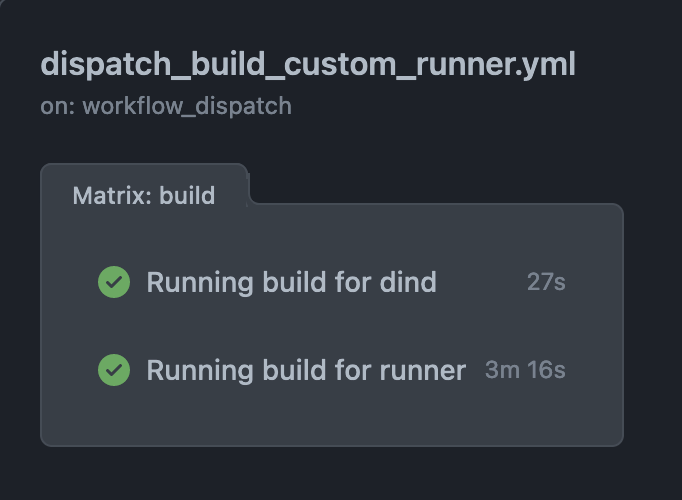 dispatch_build_custom_runner.yml
on: workflow_dispatch
Matrix: build
Running build for dind 27s
Running build for runner 3m 16s